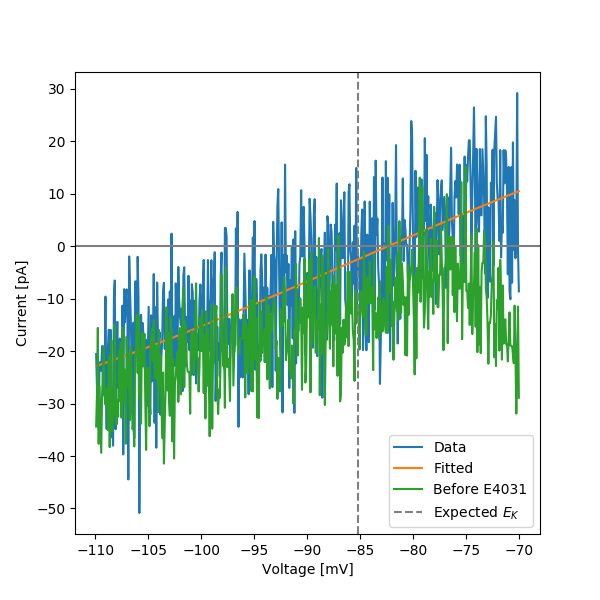 30
20
10
0
−10
−20
−30
−40
−50
Current [pA]
Data
Fitted
Before E4031
Expected $E_K$
−110 −105 −100 −95 −90 −85 −80 −75 −70
Voltage [mV]